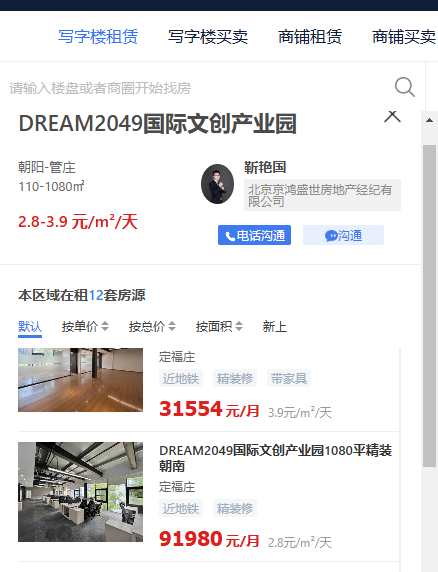 写字楼租赁 写字楼买卖 商铺租赁 商铺买卖
请输入楼盘或者商圈开始找房
DREAM2049国际文创产业园
朝阳-管庄
110-1080㎡
2.8-3.9 元/m²/天
靳艳国
北京京鸿盛世房地产经纪有
限公司
电话沟通 沟通
本区域在租12套房源
默认 按单价 按总价 按面积 新上
定福庄
近地铁 精装修 带家具
31554 元/月 3.9元/m²/天
DREAM2049国际文创产业园1080平精装
朝南
定福庄
近地铁 精装修
91980 元/月 2.8元/m²/天